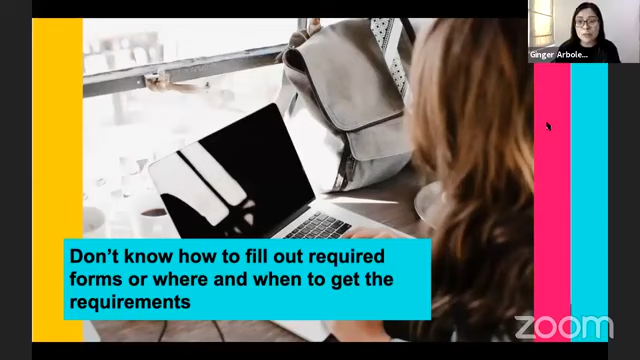 Ginger Arbole...
Don't know how to fill out required
forms or where and when to get the
requirements
zoom